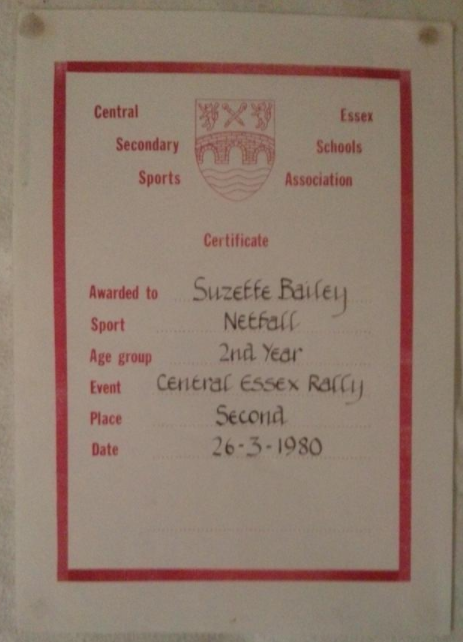 Central Essex
Secondary Schools
Sports Association
Certificate
Awarded to Suzette Bailey
Sport Netball
Age group 2nd Year
Event Central Essex Rally
Place Second
Date 26-3-1980